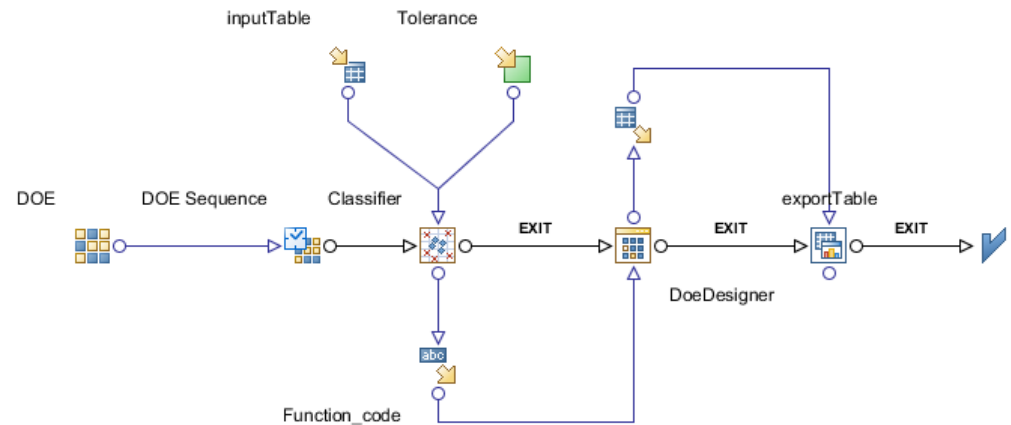 inputTable
Tolerance
DOE
DOE Sequence
Classifier
exportTable
EXIT
EXIT
EXIT
DoeDesigner
abc
Function_code